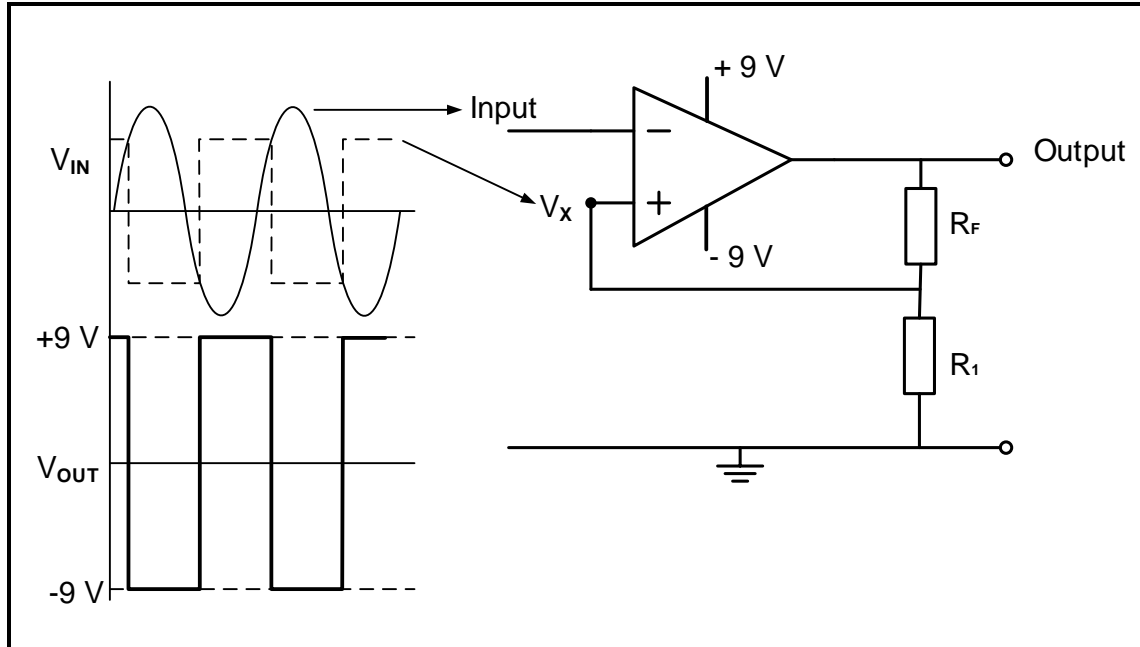 + 9 V
Input
−
V_IN
Output
V_X
+
R_F
- 9 V
+9 V
R_1
V_OUT
-9 V